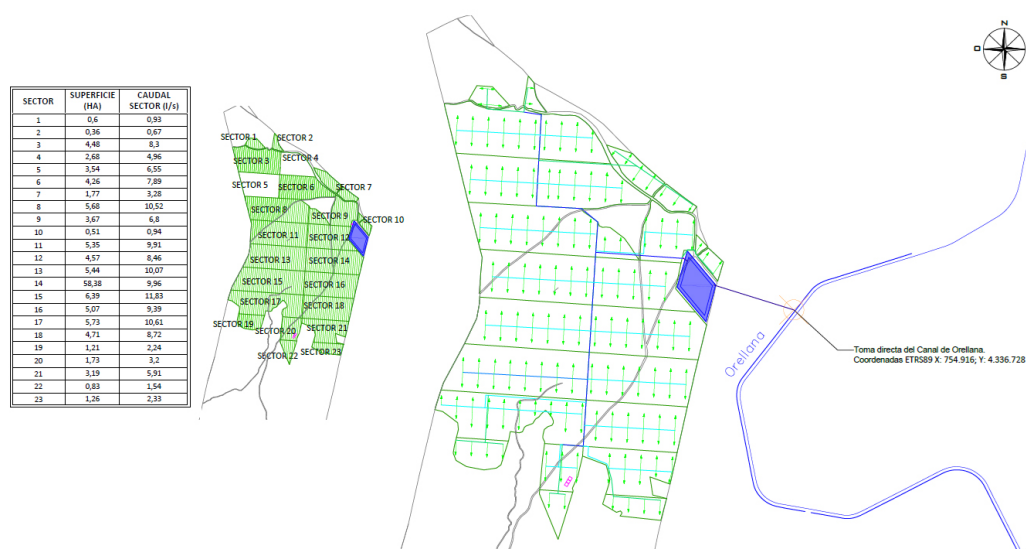 SECTOR SUPERFICIE (HA) CAUDAL SECTOR (l/s)
1 0,6 0,93
2 0,36 0,67
3 4,48 8,3
4 2,68 4,96
5 3,54 6,55
6 4,26 7,89
7 1,77 3,28
8 5,68 10,52
9 3,67 6,8
10 0,51 0,94
11 5,35 9,91
12 4,57 8,46
13 5,44 10,07
14 58,38 9,96
15 6,39 11,83
16 5,07 9,39
17 5,73 10,61
18 4,71 8,72
19 1,21 2,24
20 1,73 3,2
21 3,19 5,91
22 0,83 1,54
23 1,26 2,33
SECTOR 1
SECTOR 2
SECTOR 3
SECTOR 4
SECTOR 5
SECTOR 6
SECTOR 7
SECTOR 8
SECTOR 9
SECTOR 10
SECTOR 11
SECTOR 12
SECTOR 13
SECTOR 14
SECTOR 15
SECTOR 16
SECTOR 17
SECTOR 18
SECTOR 19
SECTOR 20
SECTOR 21
SECTOR 22
SECTOR 23
N
O
S
Orellana
Toma directa del Canal de Orellana.
Coordenadas ETRS89 X: 754.916; Y: 4.336.728